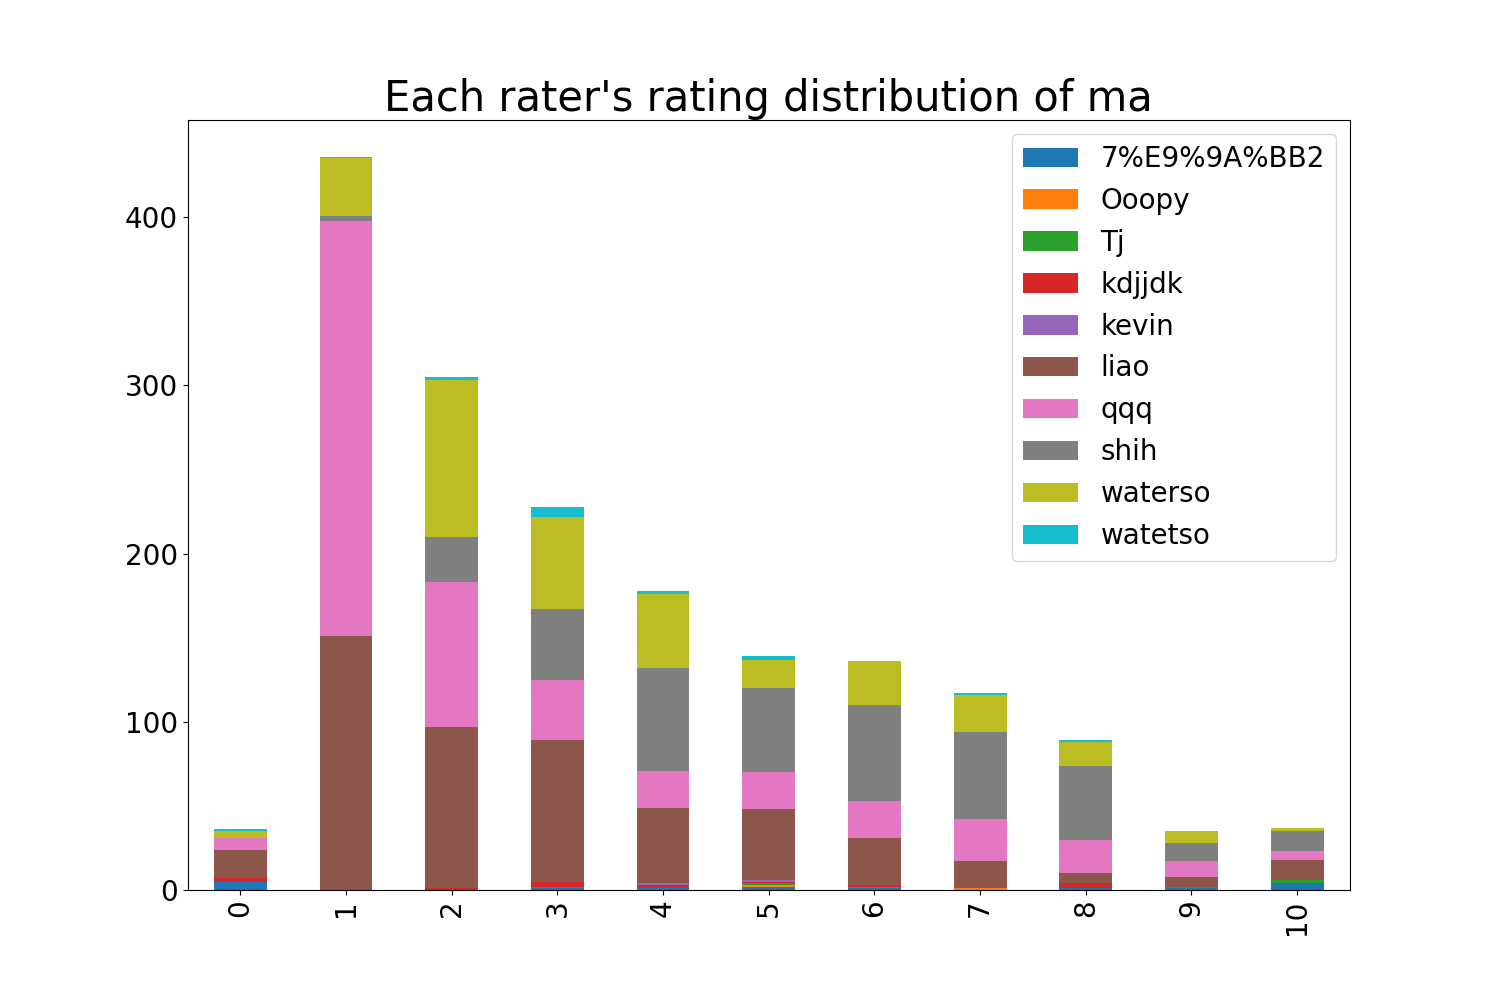 Each rater's rating distribution of ma
400
300
200
100
0
0 1 2 3 4 5 6 7 8 9 10
7%E9%9A%BB2
Ooopy
Tj
kdjjdk
kevin
liao
qqq
shih
waterso
watetso